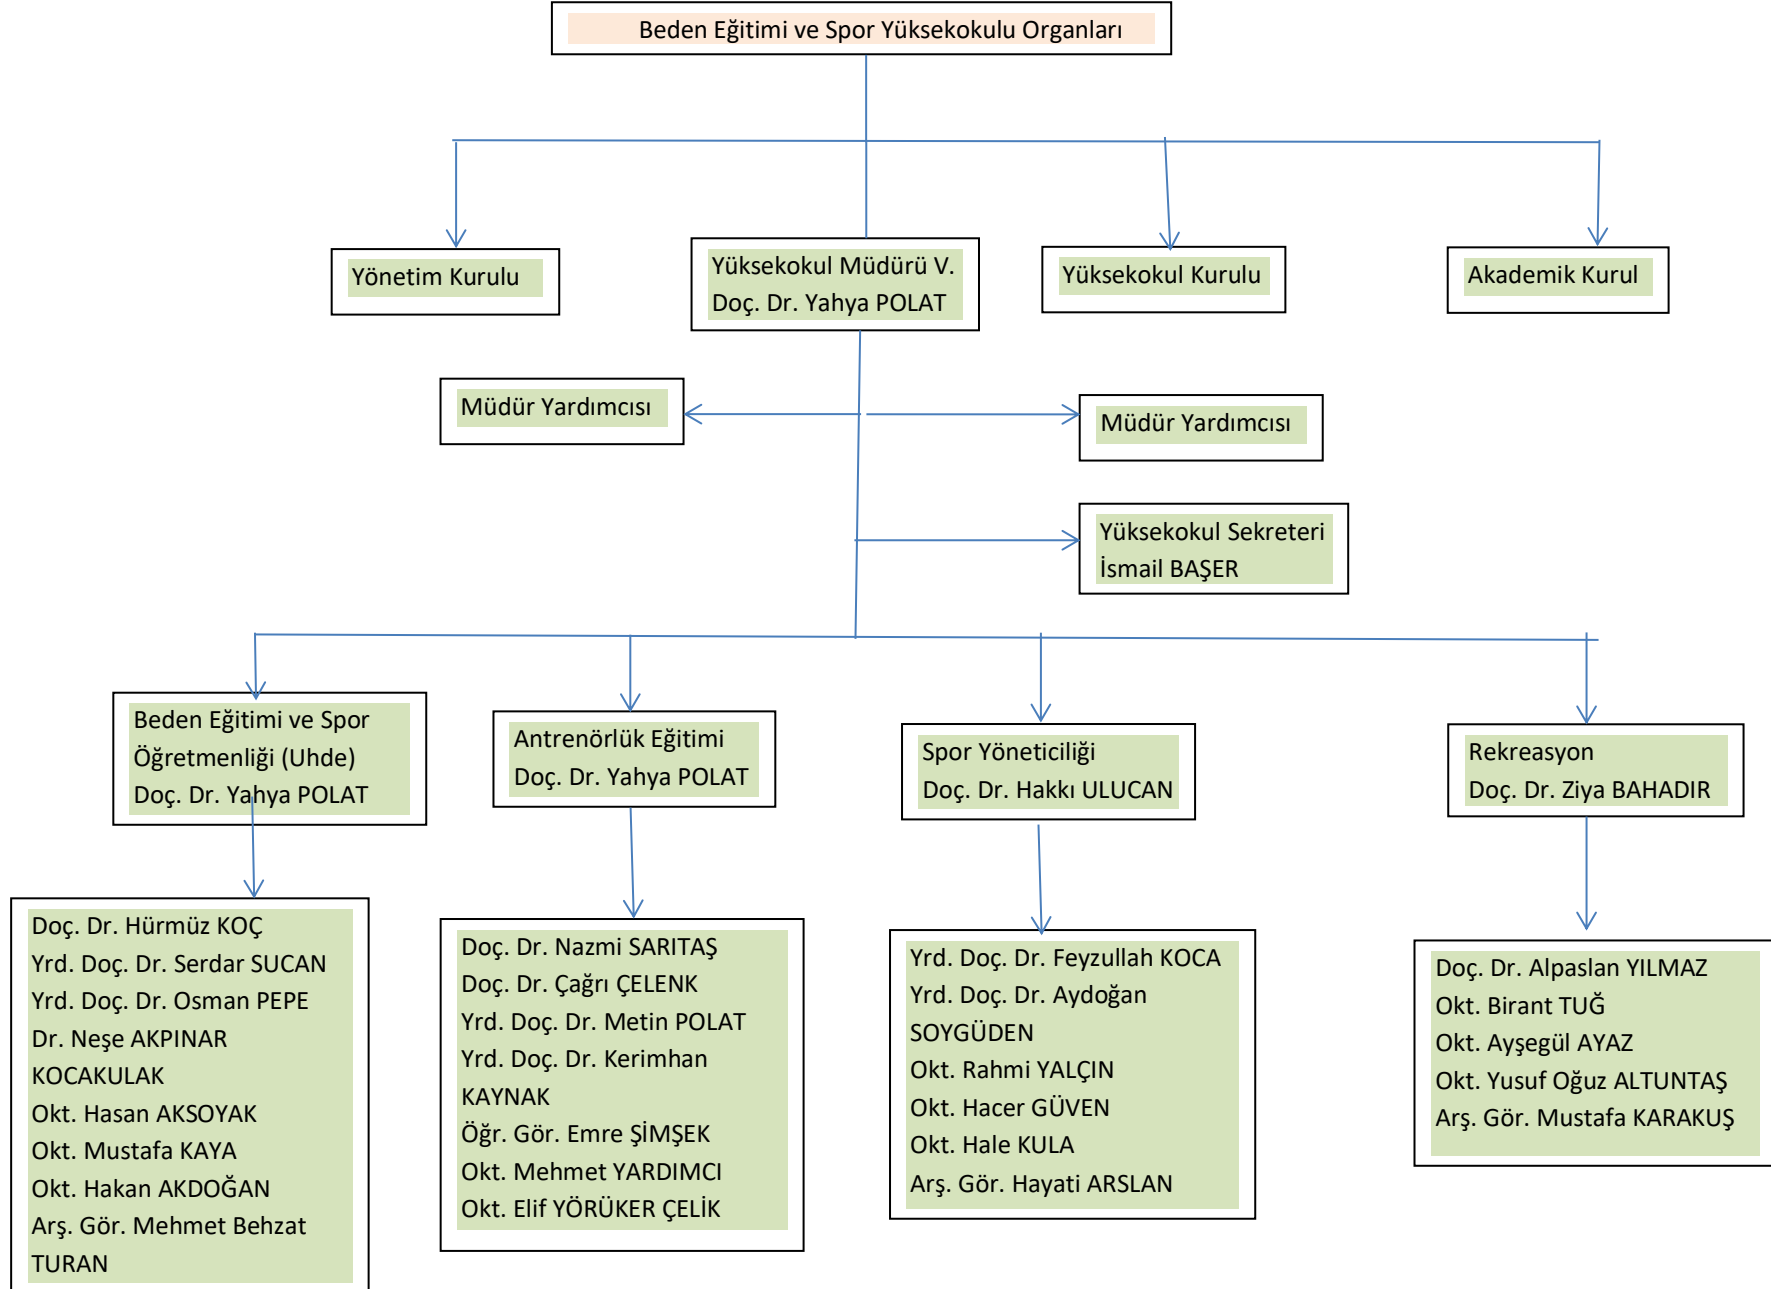 Beden Eğitimi ve Spor Yüksekokulu Organları
Yönetim Kurulu
Yüksekokul Müdürü V.
Doç. Dr. Yahya POLAT
Yüksekokul Kurulu
Akademik Kurul
Müdür Yardımcısı
Müdür Yardımcısı
Yüksekokul Sekreteri
İsmail BAŞER
Beden Eğitimi ve Spor
Öğretmenliği (Uhde)
Doç. Dr. Yahya POLAT
Antrenörlük Eğitimi
Doç. Dr. Yahya POLAT
Spor Yöneticiliği
Doç. Dr. Hakkı ULUCAN
Rekreasyon
Doç. Dr. Ziya BAHADIR
Doç. Dr. Hürmüz KOÇ
Yrd. Doç. Dr. Serdar SUCAN
Yrd. Doç. Dr. Osman PEPE
Dr. Neşe AKPINAR
KOCAKULAK
Okt. Hasan AKSOYAK
Okt. Mustafa KAYA
Okt. Hakan AKDOĞAN
Arş. Gör. Mehmet Behzat
TURAN
Doç. Dr. Nazmi SARITAŞ
Doç. Dr. Çağrı ÇELENK
Yrd. Doç. Dr. Metin POLAT
Yrd. Doç. Dr. Kerimhan
KAYNAK
Öğr. Gör. Emre ŞİMŞEK
Okt. Mehmet YARDIMCI
Okt. Elif YÖRÜKER ÇELİK
Yrd. Doç. Dr. Feyzullah KOCA
Yrd. Doç. Dr. Aydoğan
SOYGÜDEN
Okt. Rahmi YALÇIN
Okt. Hacer GÜVEN
Okt. Hale KULA
Arş. Gör. Hayati ARSLAN
Doç. Dr. Alpaslan YILMAZ
Okt. Birant TUĞ
Okt. Ayşegül AYAZ
Okt. Yusuf Oğuz ALTUNTAŞ
Arş. Gör. Mustafa KARAKUŞ